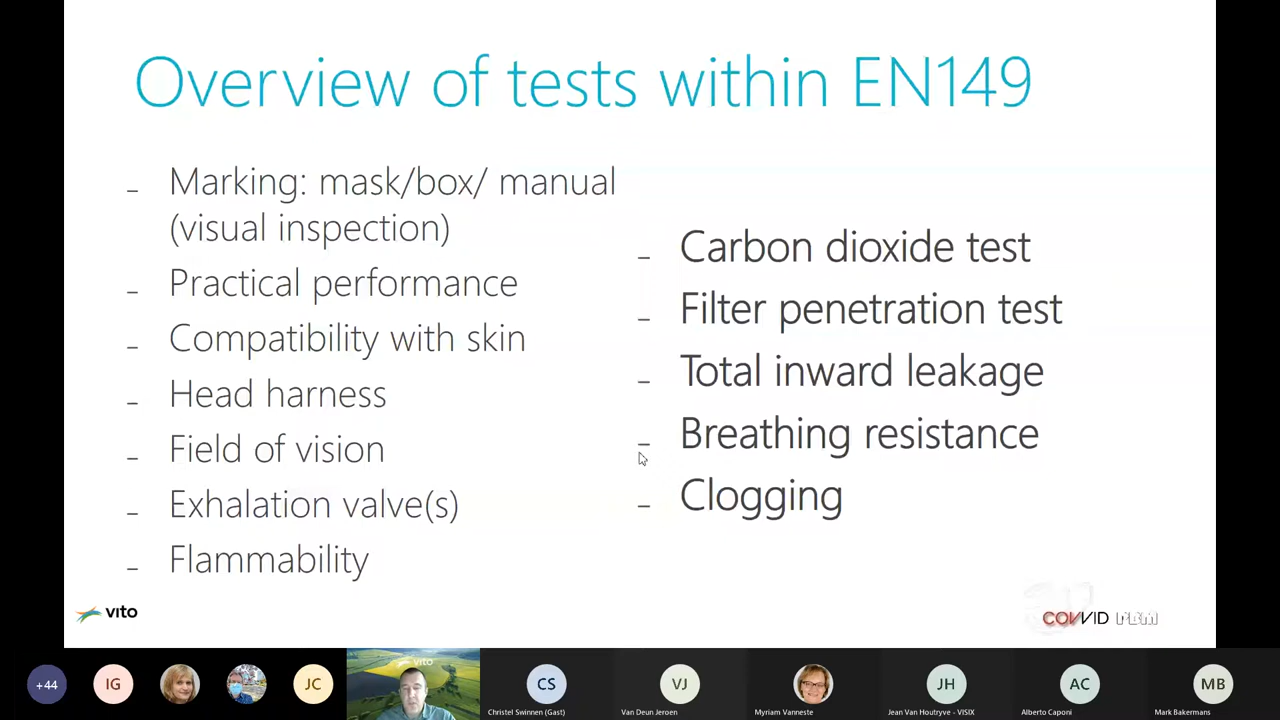 Overview of tests within EN149
– Marking: mask/box/ manual
(visual inspection)
– Practical performance
– Compatibility with skin
– Head harness
– Field of vision
– Exhalation valve(s)
– Flammability
– Carbon dioxide test
– Filter penetration test
– Total inward leakage
– Breathing resistance
– Clogging
vito
COVVID PBM
+44
IG
JC
vito
CS
Christel Swinnen (Gast)
VJ
Van Deun Jeroen
Myriam Vanneste
JH
Jean Van Houtryve - VISIX
AC
Alberto Caponi
MB
Mark Bakermans